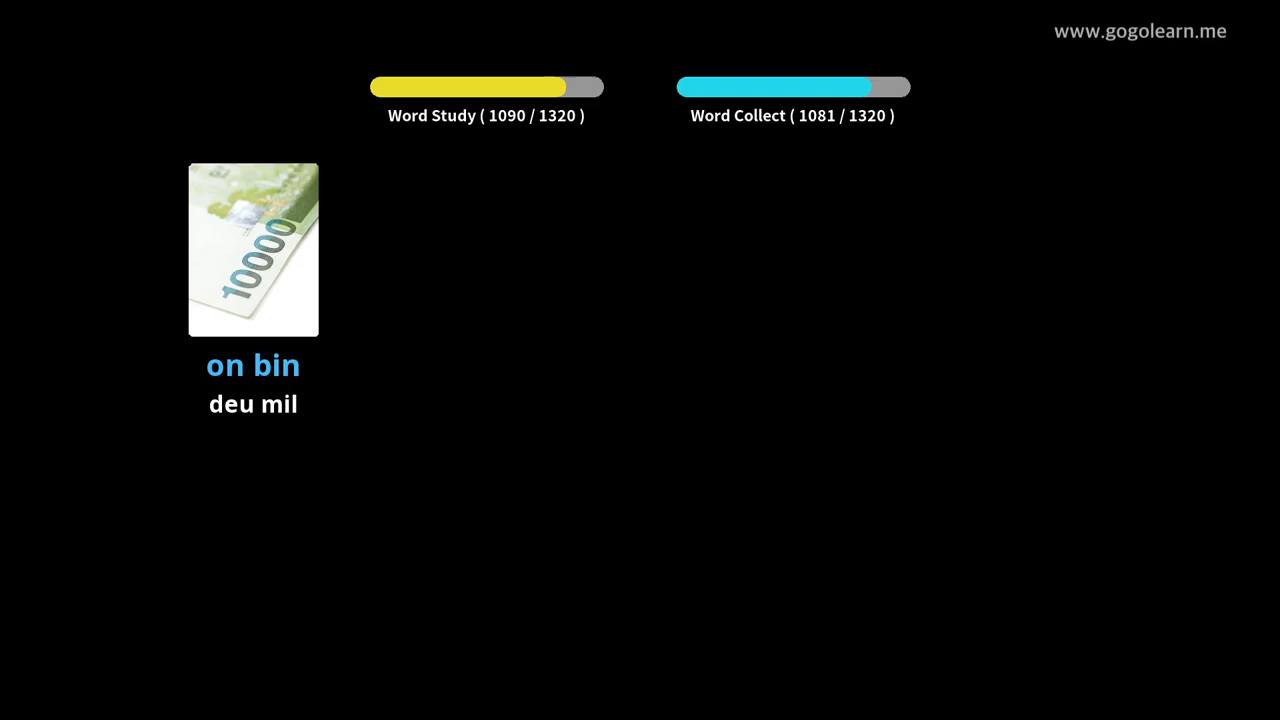 www.gogolearn.me
Word Study ( 1090 / 1320 )
Word Collect ( 1081 / 1320 )
10000
on bin
deu mil